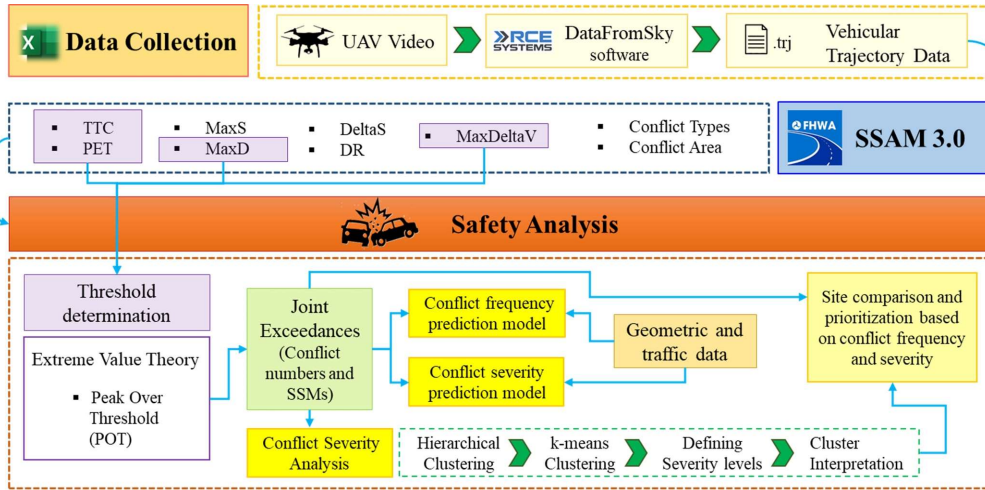 Data Collection
UAV Video
RCE
SYSTEMS
DataFromSky
software
.trj
Vehicular
Trajectory Data
X
▪ TTC
▪ PET
▪ MaxS
▪ MaxD
▪ DeltaS
▪ DR
▪ MaxDeltaV
▪ Conflict Types
▪ Conflict Area
FHWA
SSAM 3.0
Safety Analysis
Threshold
determination
Extreme Value Theory
▪ Peak Over
Threshold
(POT)
Joint
Exceedances
(Conflict
numbers and
SSMs)
Conflict frequency
prediction model
Conflict severity
prediction model
Geometric and
traffic data
Site comparison and
prioritization based
on conflict frequency
and severity
Conflict Severity
Analysis
Hierarchical
Clustering
k-means
Clustering
Defining
Severity levels
Cluster
Interpretation